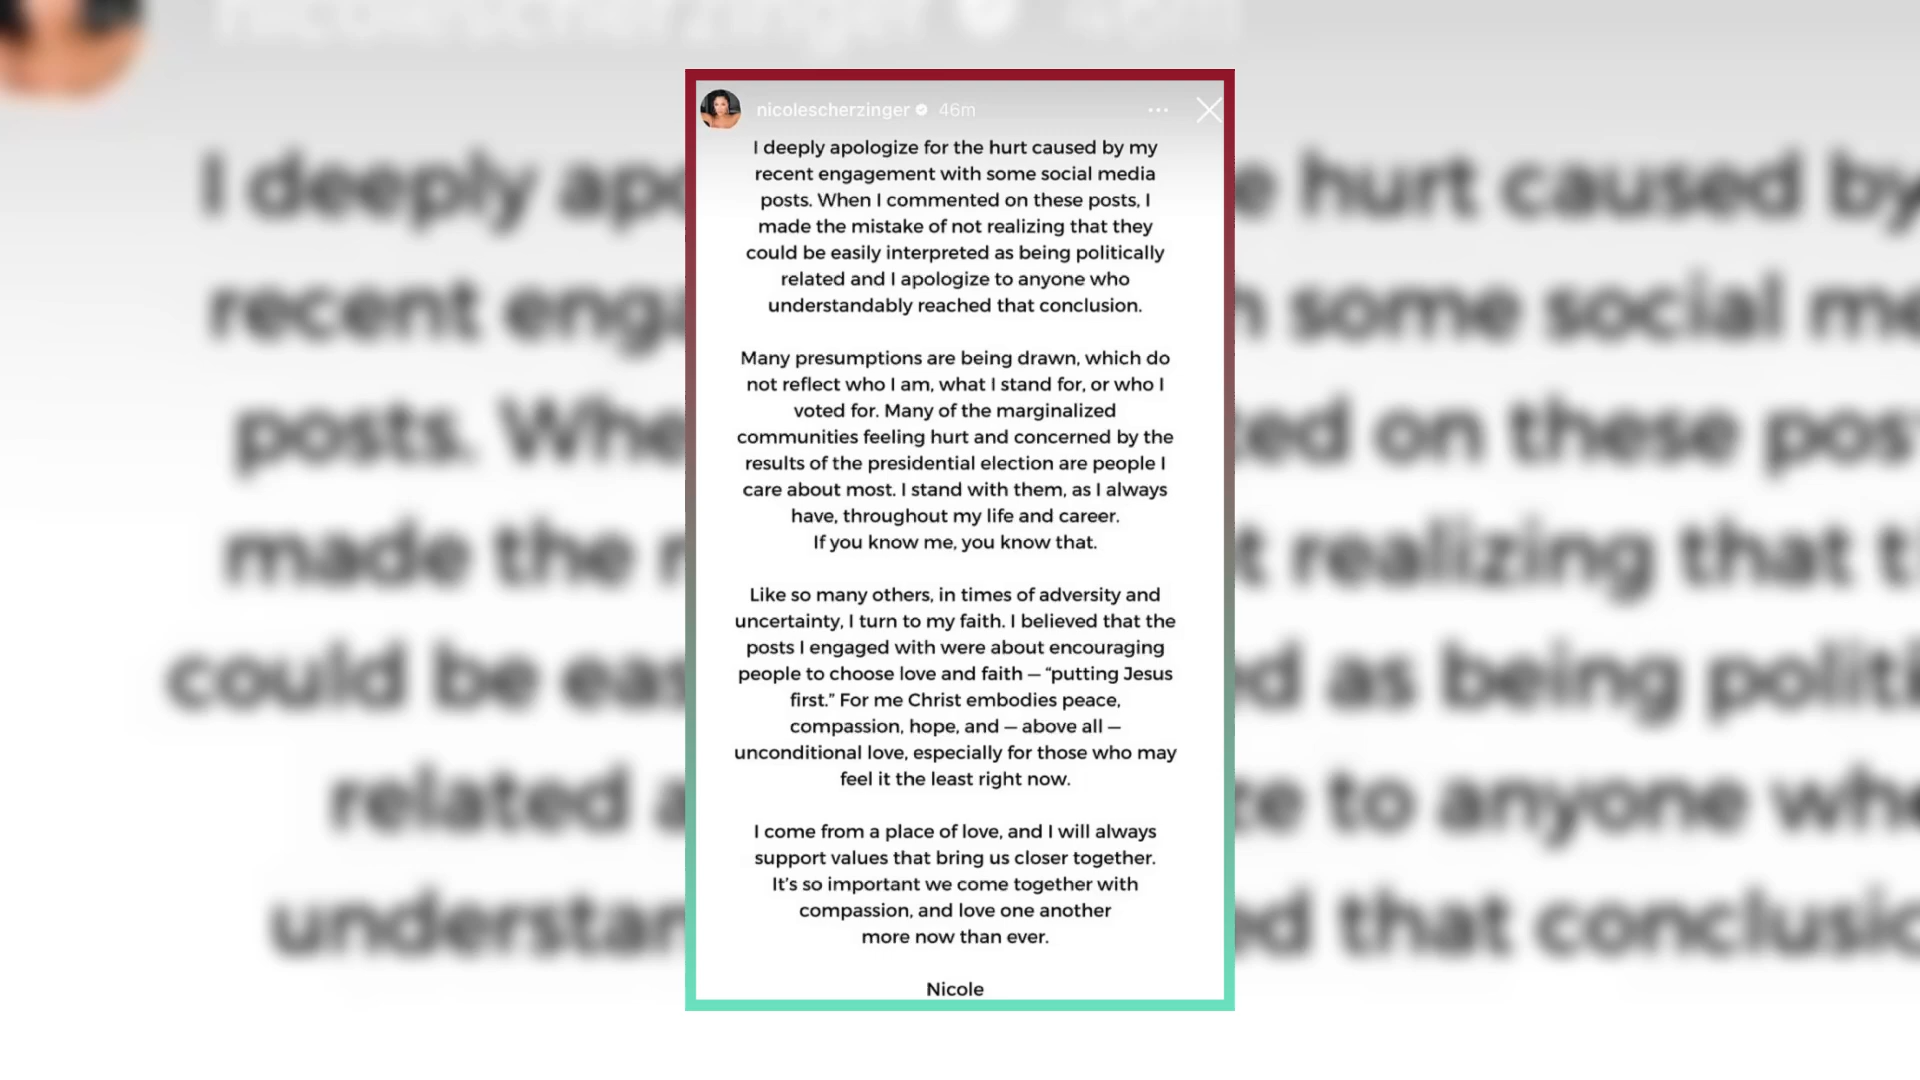 nicolescherzinger 46m
I deeply apologize for the hurt caused by my
recent engagement with some social media
posts. When I commented on these posts, I
made the mistake of not realizing that they
could be easily interpreted as being politically
related and I apologize to anyone who
understandably reached that conclusion.
Many presumptions are being drawn, which do
not reflect who I am, what I stand for, or who I
voted for. Many of the marginalized
communities feeling hurt and concerned by the
results of the presidential election are people I
care about most. I stand with them, as I always
have, throughout my life and career.
If you know me, you know that.
Like so many others, in times of adversity and
uncertainty, I turn to my faith. I believed that the
posts I engaged with were about encouraging
people to choose love and faith — “putting Jesus
first.” For me Christ embodies peace,
compassion, hope, and — above all —
unconditional love, especially for those who may
feel it the least right now.
I come from a place of love, and I will always
support values that bring us closer together.
It’s so important we come together with
compassion, and love one another
more now than ever.
Nicole